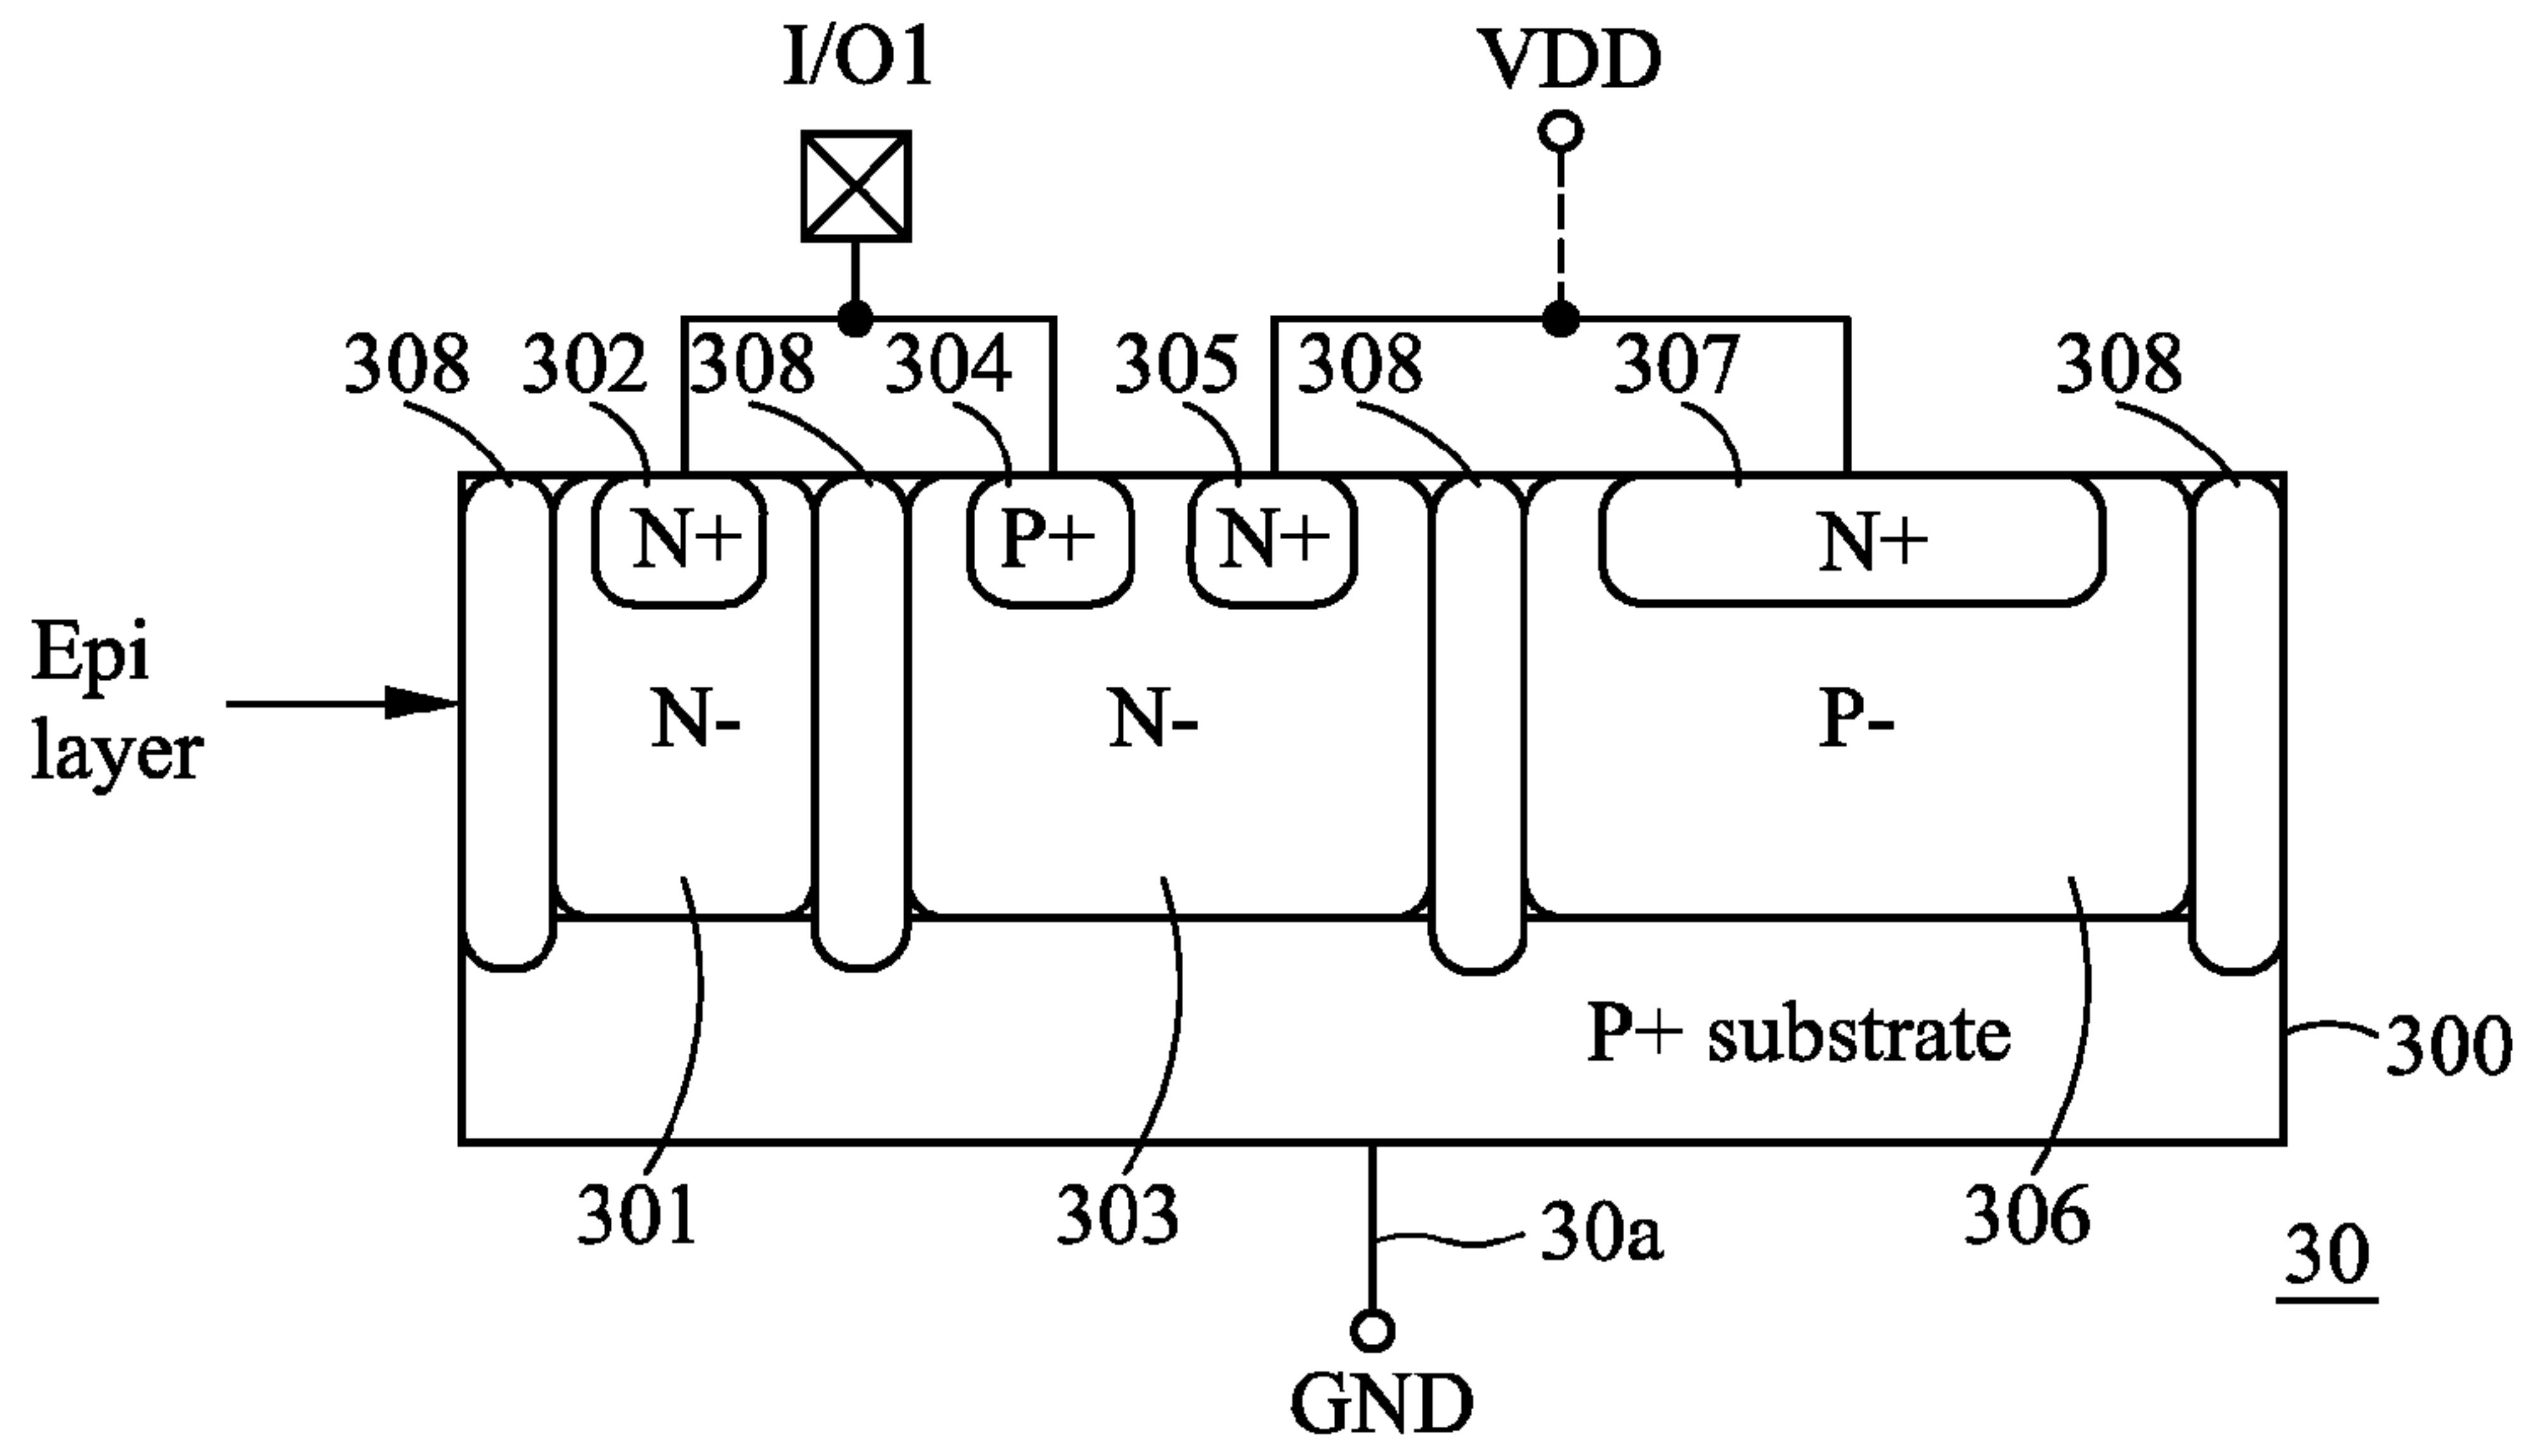 I/O1
VDD
308
302
308
304
305
308
307
308
N+
P+
N+
N+
Epi
layer
N-
N-
P-
P+ substrate
300
301
303
30a
306
30
GND